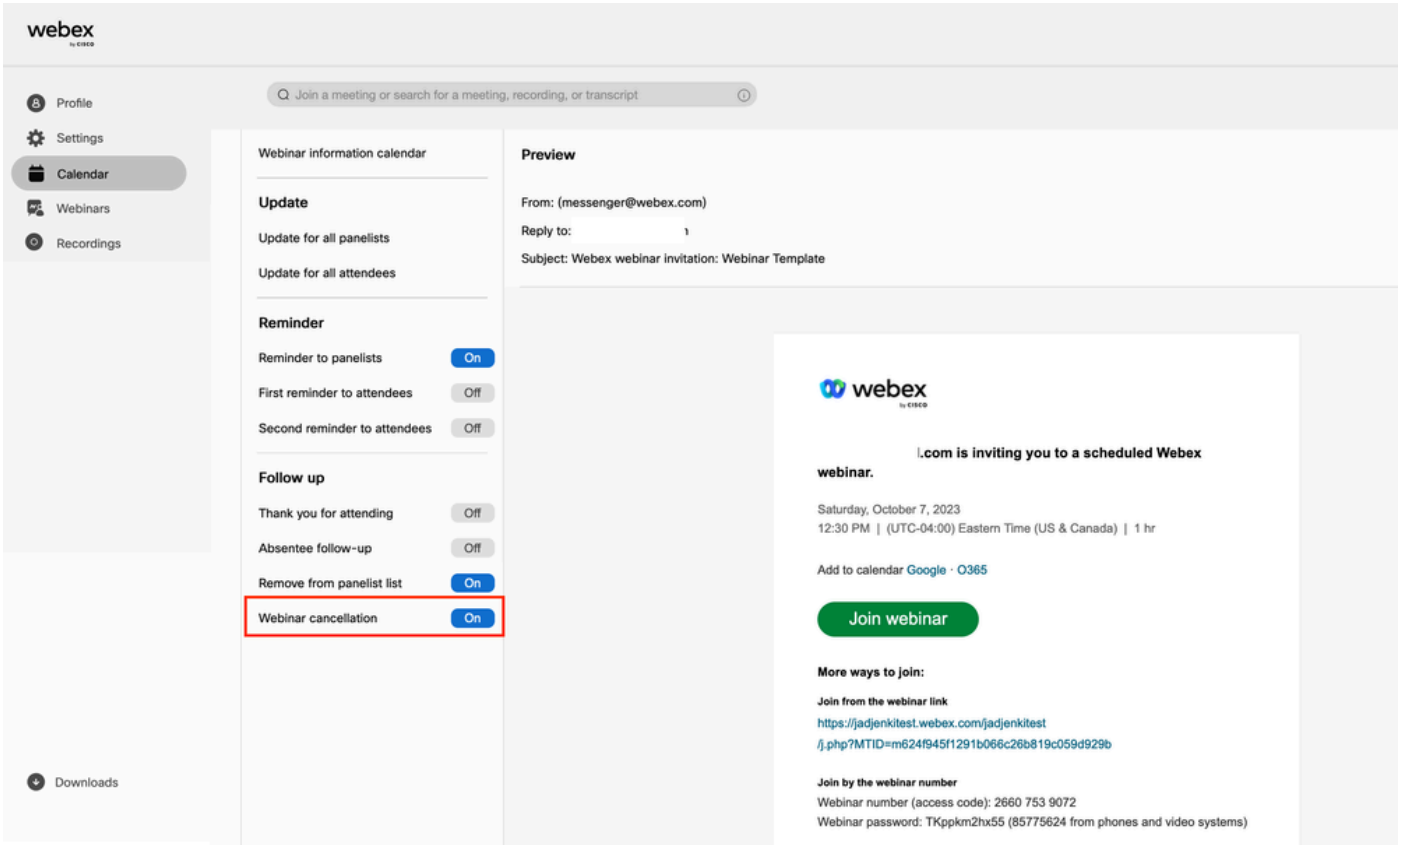 webex
by CISCO
Profile
Settings
Calendar
Webinars
Recordings
Downloads
Join a meeting or search for a meeting, recording, or transcript
Webinar information calendar
Update
Update for all panelists
Update for all attendees
Reminder
Reminder to panelists On
First reminder to attendees Off
Second reminder to attendees Off
Follow up
Thank you for attending Off
Absentee follow-up Off
Remove from panelist list On
Webinar cancellation On
Preview
From: (messenger@webex.com)
Reply to:
Subject: Webex webinar invitation: Webinar Template
webex
by CISCO
.com is inviting you to a scheduled Webex
webinar.
Saturday, October 7, 2023
12:30 PM | (UTC-04:00) Eastern Time (US & Canada) | 1 hr
Add to calendar Google · O365
Join webinar
More ways to join:
Join from the webinar link
https://jadjenkitest.webex.com/jadjenkitest
/j.php?MTID=m624f945f1291b066c26b819c059d929b
Join by the webinar number
Webinar number (access code): 2660 753 9072
Webinar password: TKppkm2hx55 (85775624 from phones and video systems)